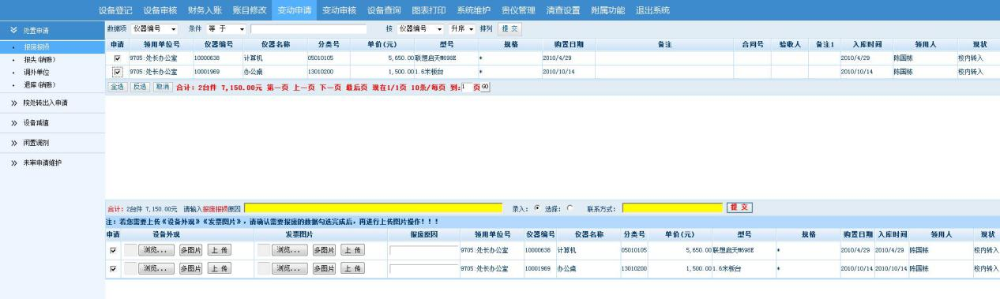 设备登记 设备审核 财务入账 账目修改 变动申请 变动审核 设备查询 图表打印 系统维护 贵仪管理 清查设置 附属功能 退出系统
处置申请
报废报损
报失(销账)
调外单位
退库(销账)
院处转出入申请
设备减值
闲置调剂
未审申请维护
数据项 仪器编号 条件 等 于 按 仪器编号 升序 排列 提 交
申请 领用单位号 仪器编号 仪器名称 分类号 单价(元) 型号 规格 购置日期 备注 合同号 验收人 备注1 入库时间 领用人 现状
9705:处长办公室 10000638 计算机 05010105 5,650.00 联想启天M698E * 2010/4/29 2010/4/29 陈国栋 校内转入
9705:处长办公室 10001969 办公桌 13010200 1,500.00 1.6米板台 * 2010/10/14 2010/10/14 陈国栋 校内转入
全选 反选 取消 合计: 2台件 7,150.00元 第一页 上一页 下一页 最后页 现在1/1页 10条/每页 到: 1 页 GO
合计: 2台件 7,150.00元 请输入报废报损原因 录入: 选择: 联系方式: 提 交
注: 若您需要上传《设备外观》《发票图片》,请确认需要报废的数据勾选完成后,再进行上传图片操作!!!
申请 设备外观 发票图片 报废原因 领用单位号 仪器编号 仪器名称 分类号 单价(元) 型号 规格 购置日期 入库时间 领用人 现状
浏览... 多图片 上 传 浏览... 多图片 上 传 9705:处长办公室 10000638 计算机 05010105 5,650.00 联想启天M698E * 2010/4/29 2010/4/29 陈国栋 校内转入
浏览... 多图片 上 传 浏览... 多图片 上 传 9705:处长办公室 10001969 办公桌 13010200 1,500.00 1.6米板台 * 2010/10/14 2010/10/14 陈国栋 校内转入